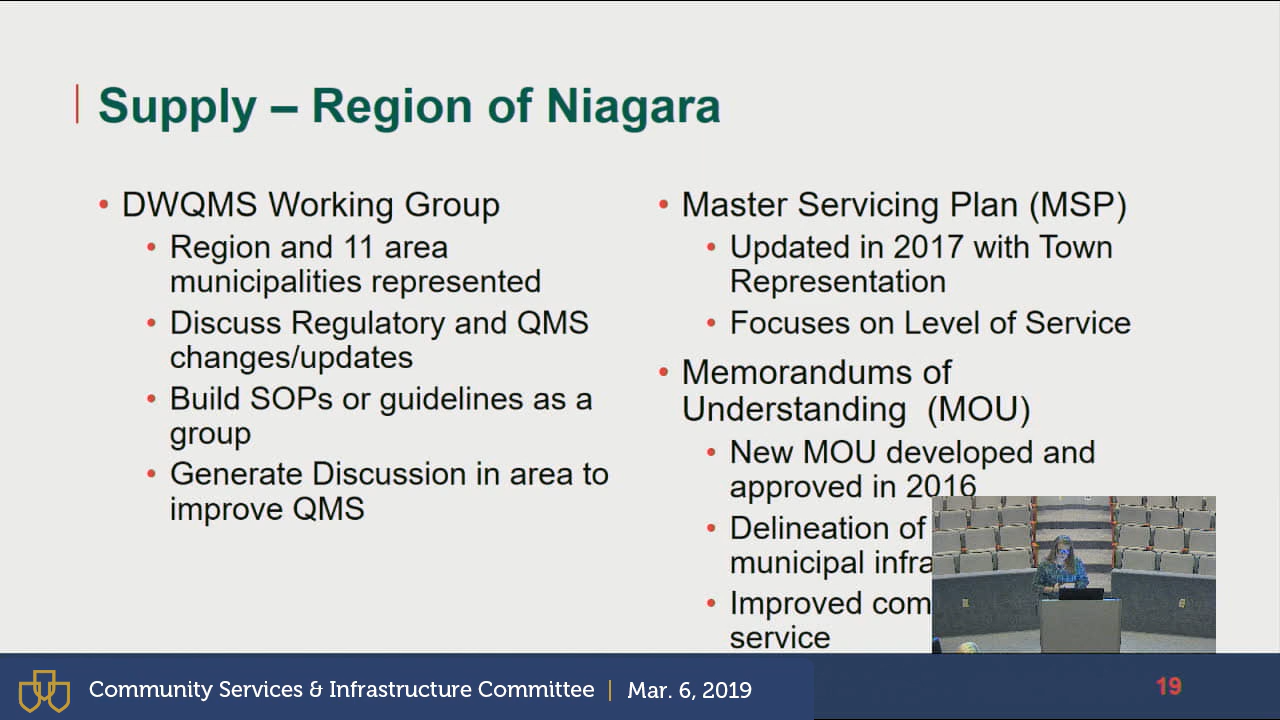 Supply – Region of Niagara
• DWQMS Working Group
• Region and 11 area
municipalities represented
• Discuss Regulatory and QMS
changes/updates
• Build SOPs or guidelines as a
group
• Generate Discussion in area to
improve QMS
• Master Servicing Plan (MSP)
• Updated in 2017 with Town
Representation
• Focuses on Level of Service
• Memorandums of
Understanding (MOU)
• New MOU developed and
approved in 2016
• Delineation of
municipal
• Improved
service
Community Services & Infrastructure Committee | Mar. 6, 2019
19